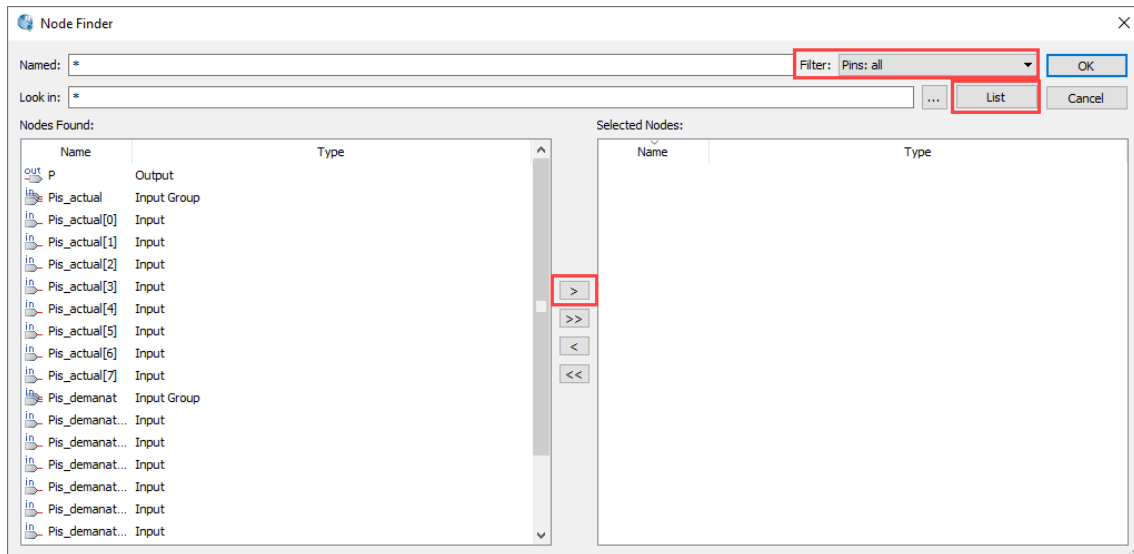 Node Finder
Named: * Filter: Pins: all OK
Look in: * ... List Cancel
Nodes Found: Selected Nodes:
Name Type Name Type
out P Output
in Pis_actual Input Group
in Pis_actual[0] Input
in Pis_actual[1] Input
in Pis_actual[2] Input
in Pis_actual[3] Input
in Pis_actual[4] Input
in Pis_actual[5] Input
in Pis_actual[6] Input
in Pis_actual[7] Input
in Pis_demanat Input Group
in Pis_demanat... Input
in Pis_demanat... Input
in Pis_demanat... Input
in Pis_demanat... Input
in Pis_demanat... Input
in Pis_demanat... Input
>
>>
<
<<